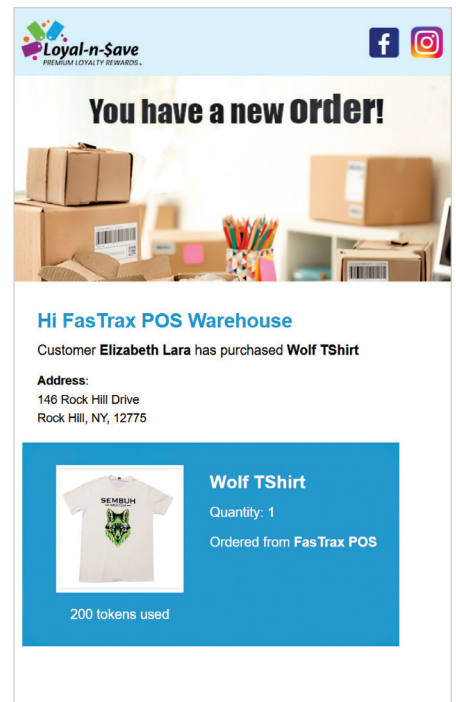 Loyal-n-$ave
PREMIUM LOYALTY REWARDS
You have a new order!
Hi FasTrax POS Warehouse
Customer Elizabeth Lara has purchased Wolf TShirt
Address:
146 Rock Hill Drive
Rock Hill, NY, 12775
Wolf TShirt
Quantity: 1
Ordered from FasTrax POS
SEMBUH
200 tokens used